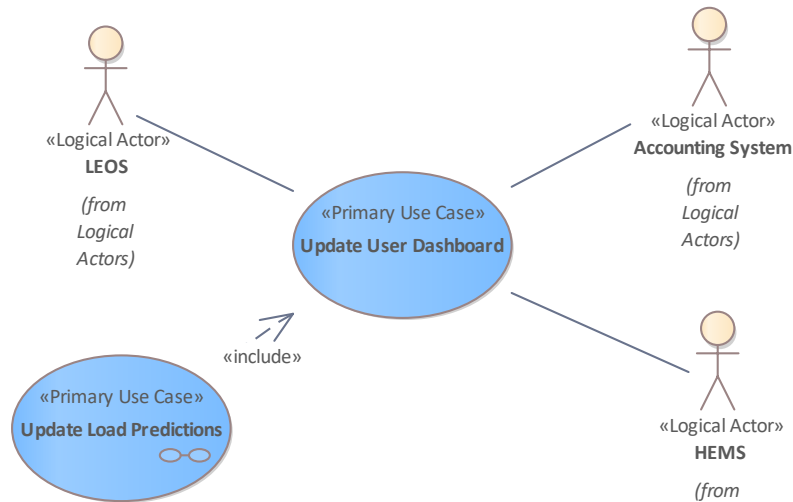 «Logical Actor»
LEOS
(from
Logical
Actors)
«Logical Actor»
Accounting System
(from
Logical
Actors)
«Primary Use Case»
Update User Dashboard
«include»
«Primary Use Case»
Update Load Predictions
«Logical Actor»
HEMS
(from